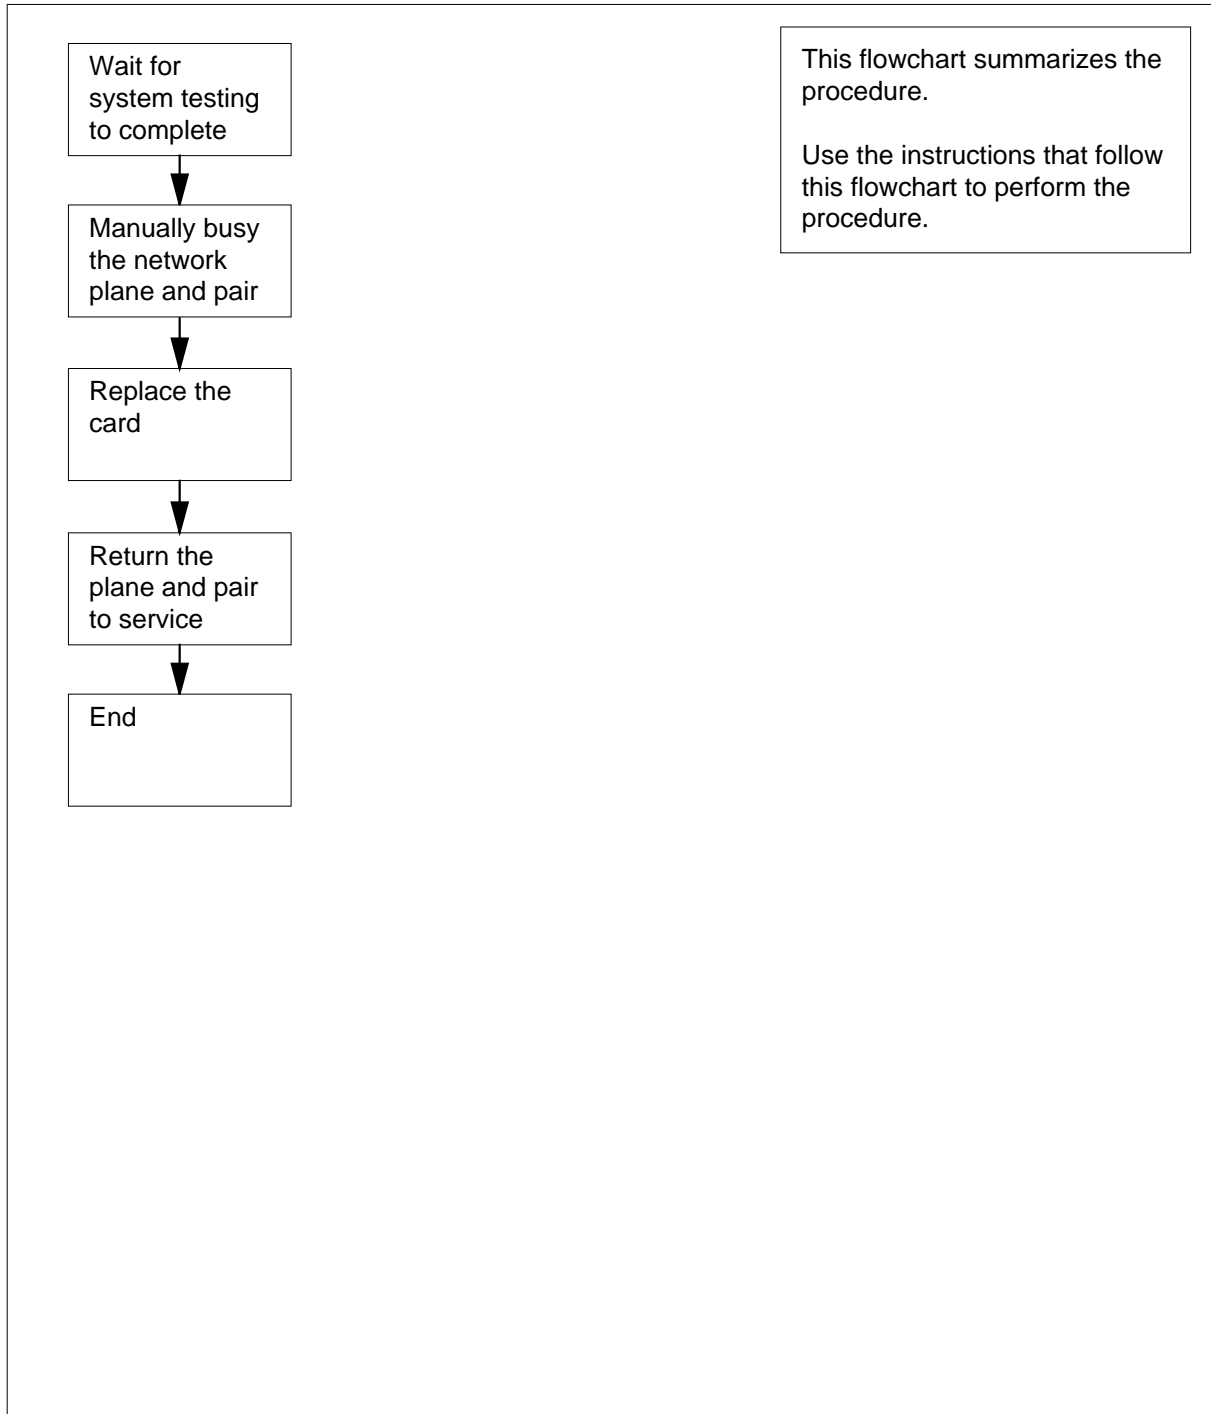 Wait for
system testing
to complete
Manually busy
the network
plane and pair
Replace the
card
Return the
plane and pair
to service
End
This flowchart summarizes the
procedure.
Use the instructions that follow
this flowchart to perform the
procedure.